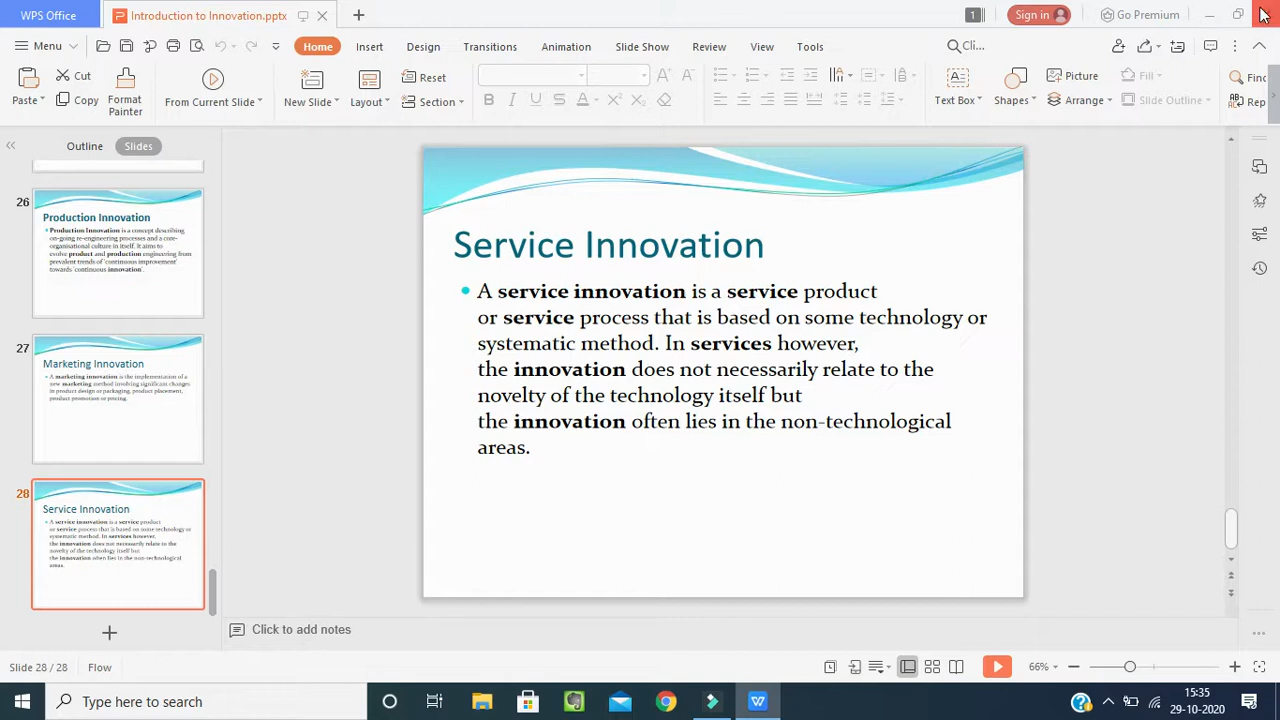 WPS Office
Introduction to Innovation.pptx
1
Sign in
Go Premium
Menu
Home
Insert
Design
Transitions
Animation
Slide Show
Review
View
Tools
Cli...
Paste
Cut
Copy
Format
Painter
From Current Slide
New Slide
Layout
Reset
Section
B I U S A X² X₂
Text Box
Shapes
Picture
Arrange
Fill
Slide Outline
Fin
Rep
Outline
Slides
26
Production Innovation
Production Innovation is a concept describing
on-going re-engineering processes and a core-
organisational culture in itself. It aims to
evolve product and production engineering from
prevalent trends of 'continuous improvement'
towards 'continuous innovation'.
27
Marketing Innovation
A marketing innovation is the implementation of a
new marketing method involving significant changes
in product design or packaging, product placement,
product promotion or pricing.
28
Service Innovation
A service innovation is a service product
or service process that is based on some technology or
systematic method. In services however,
the innovation does not necessarily relate to the
novelty of the technology itself but
the innovation often lies in the non-technological
areas.
Service Innovation
A service innovation is a service product
or service process that is based on some technology or
systematic method. In services however,
the innovation does not necessarily relate to the
novelty of the technology itself but
the innovation often lies in the non-technological
areas.
Click to add notes
Slide 28 / 28
Flow
66%
Type here to search
15:35
29-10-2020